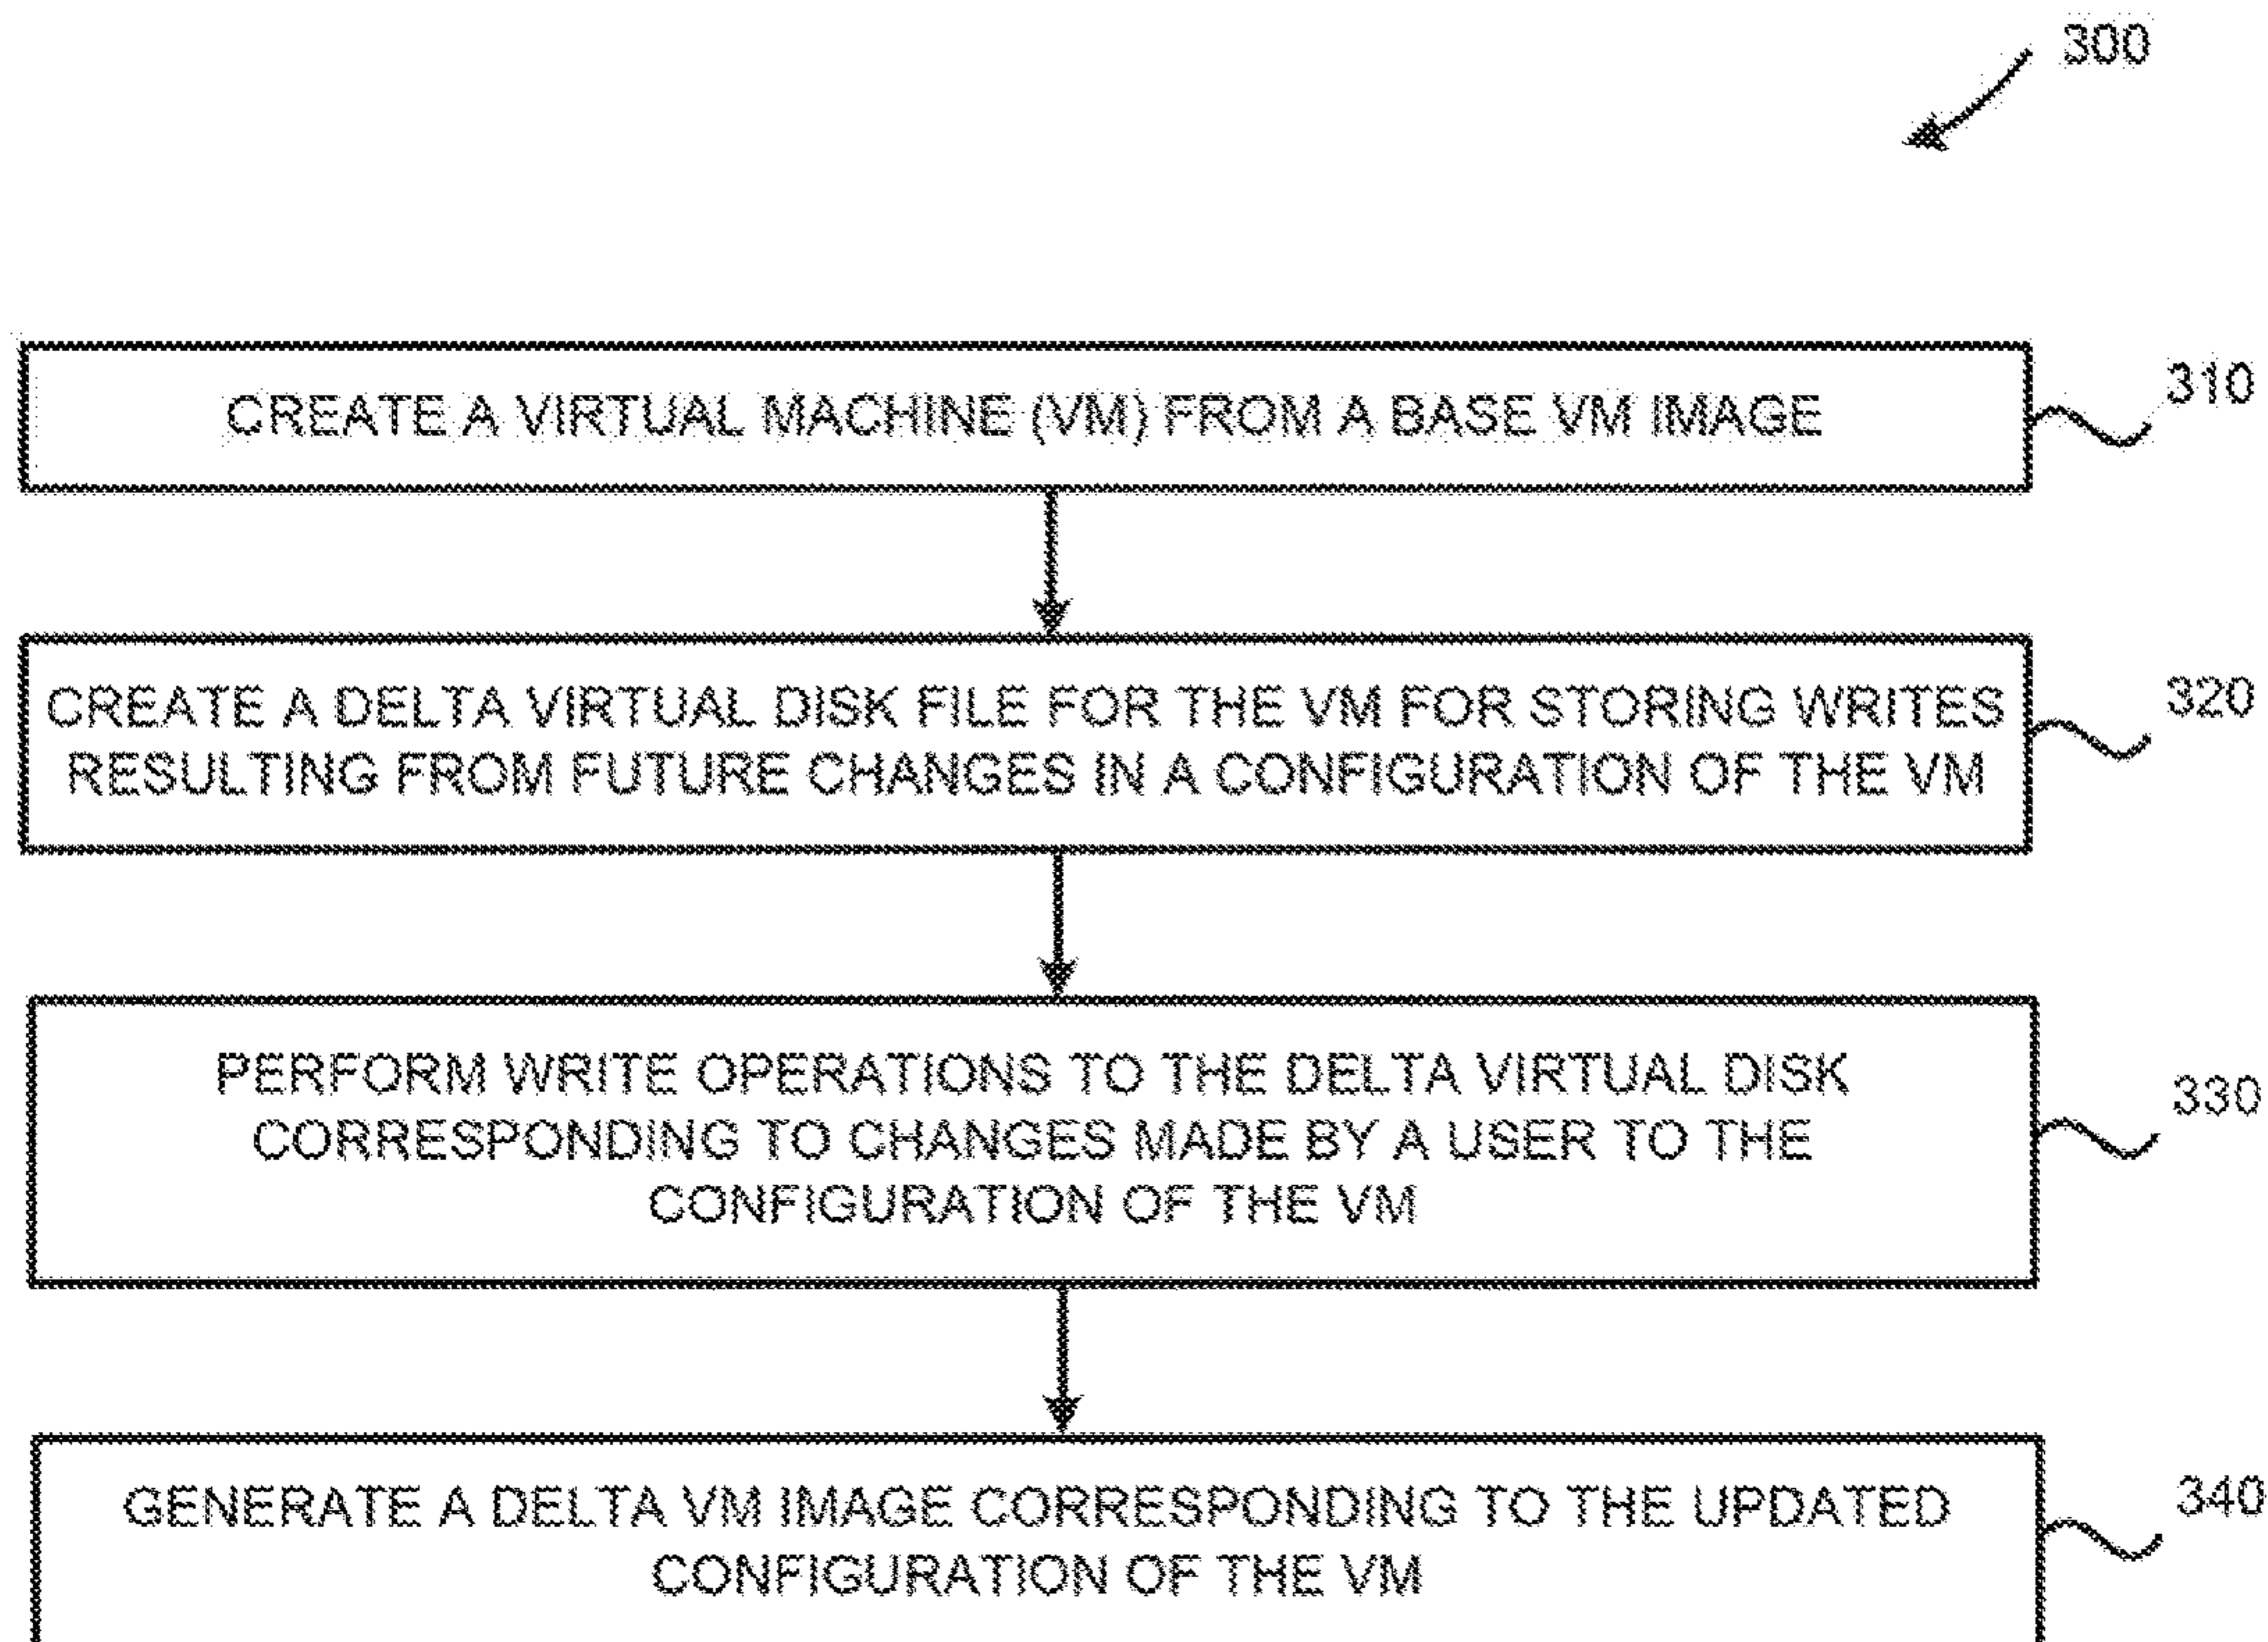 300
CREATE A VIRTUAL MACHINE (VM) FROM A BASE VM IMAGE
310
CREATE A DELTA VIRTUAL DISK FILE FOR THE VM FOR STORING WRITES
RESULTING FROM FUTURE CHANGES IN A CONFIGURATION OF THE VM
320
PERFORM WRITE OPERATIONS TO THE DELTA VIRTUAL DISK
CORRESPONDING TO CHANGES MADE BY A USER TO THE
CONFIGURATION OF THE VM
330
GENERATE A DELTA VM IMAGE CORRESPONDING TO THE UPDATED
CONFIGURATION OF THE VM
340